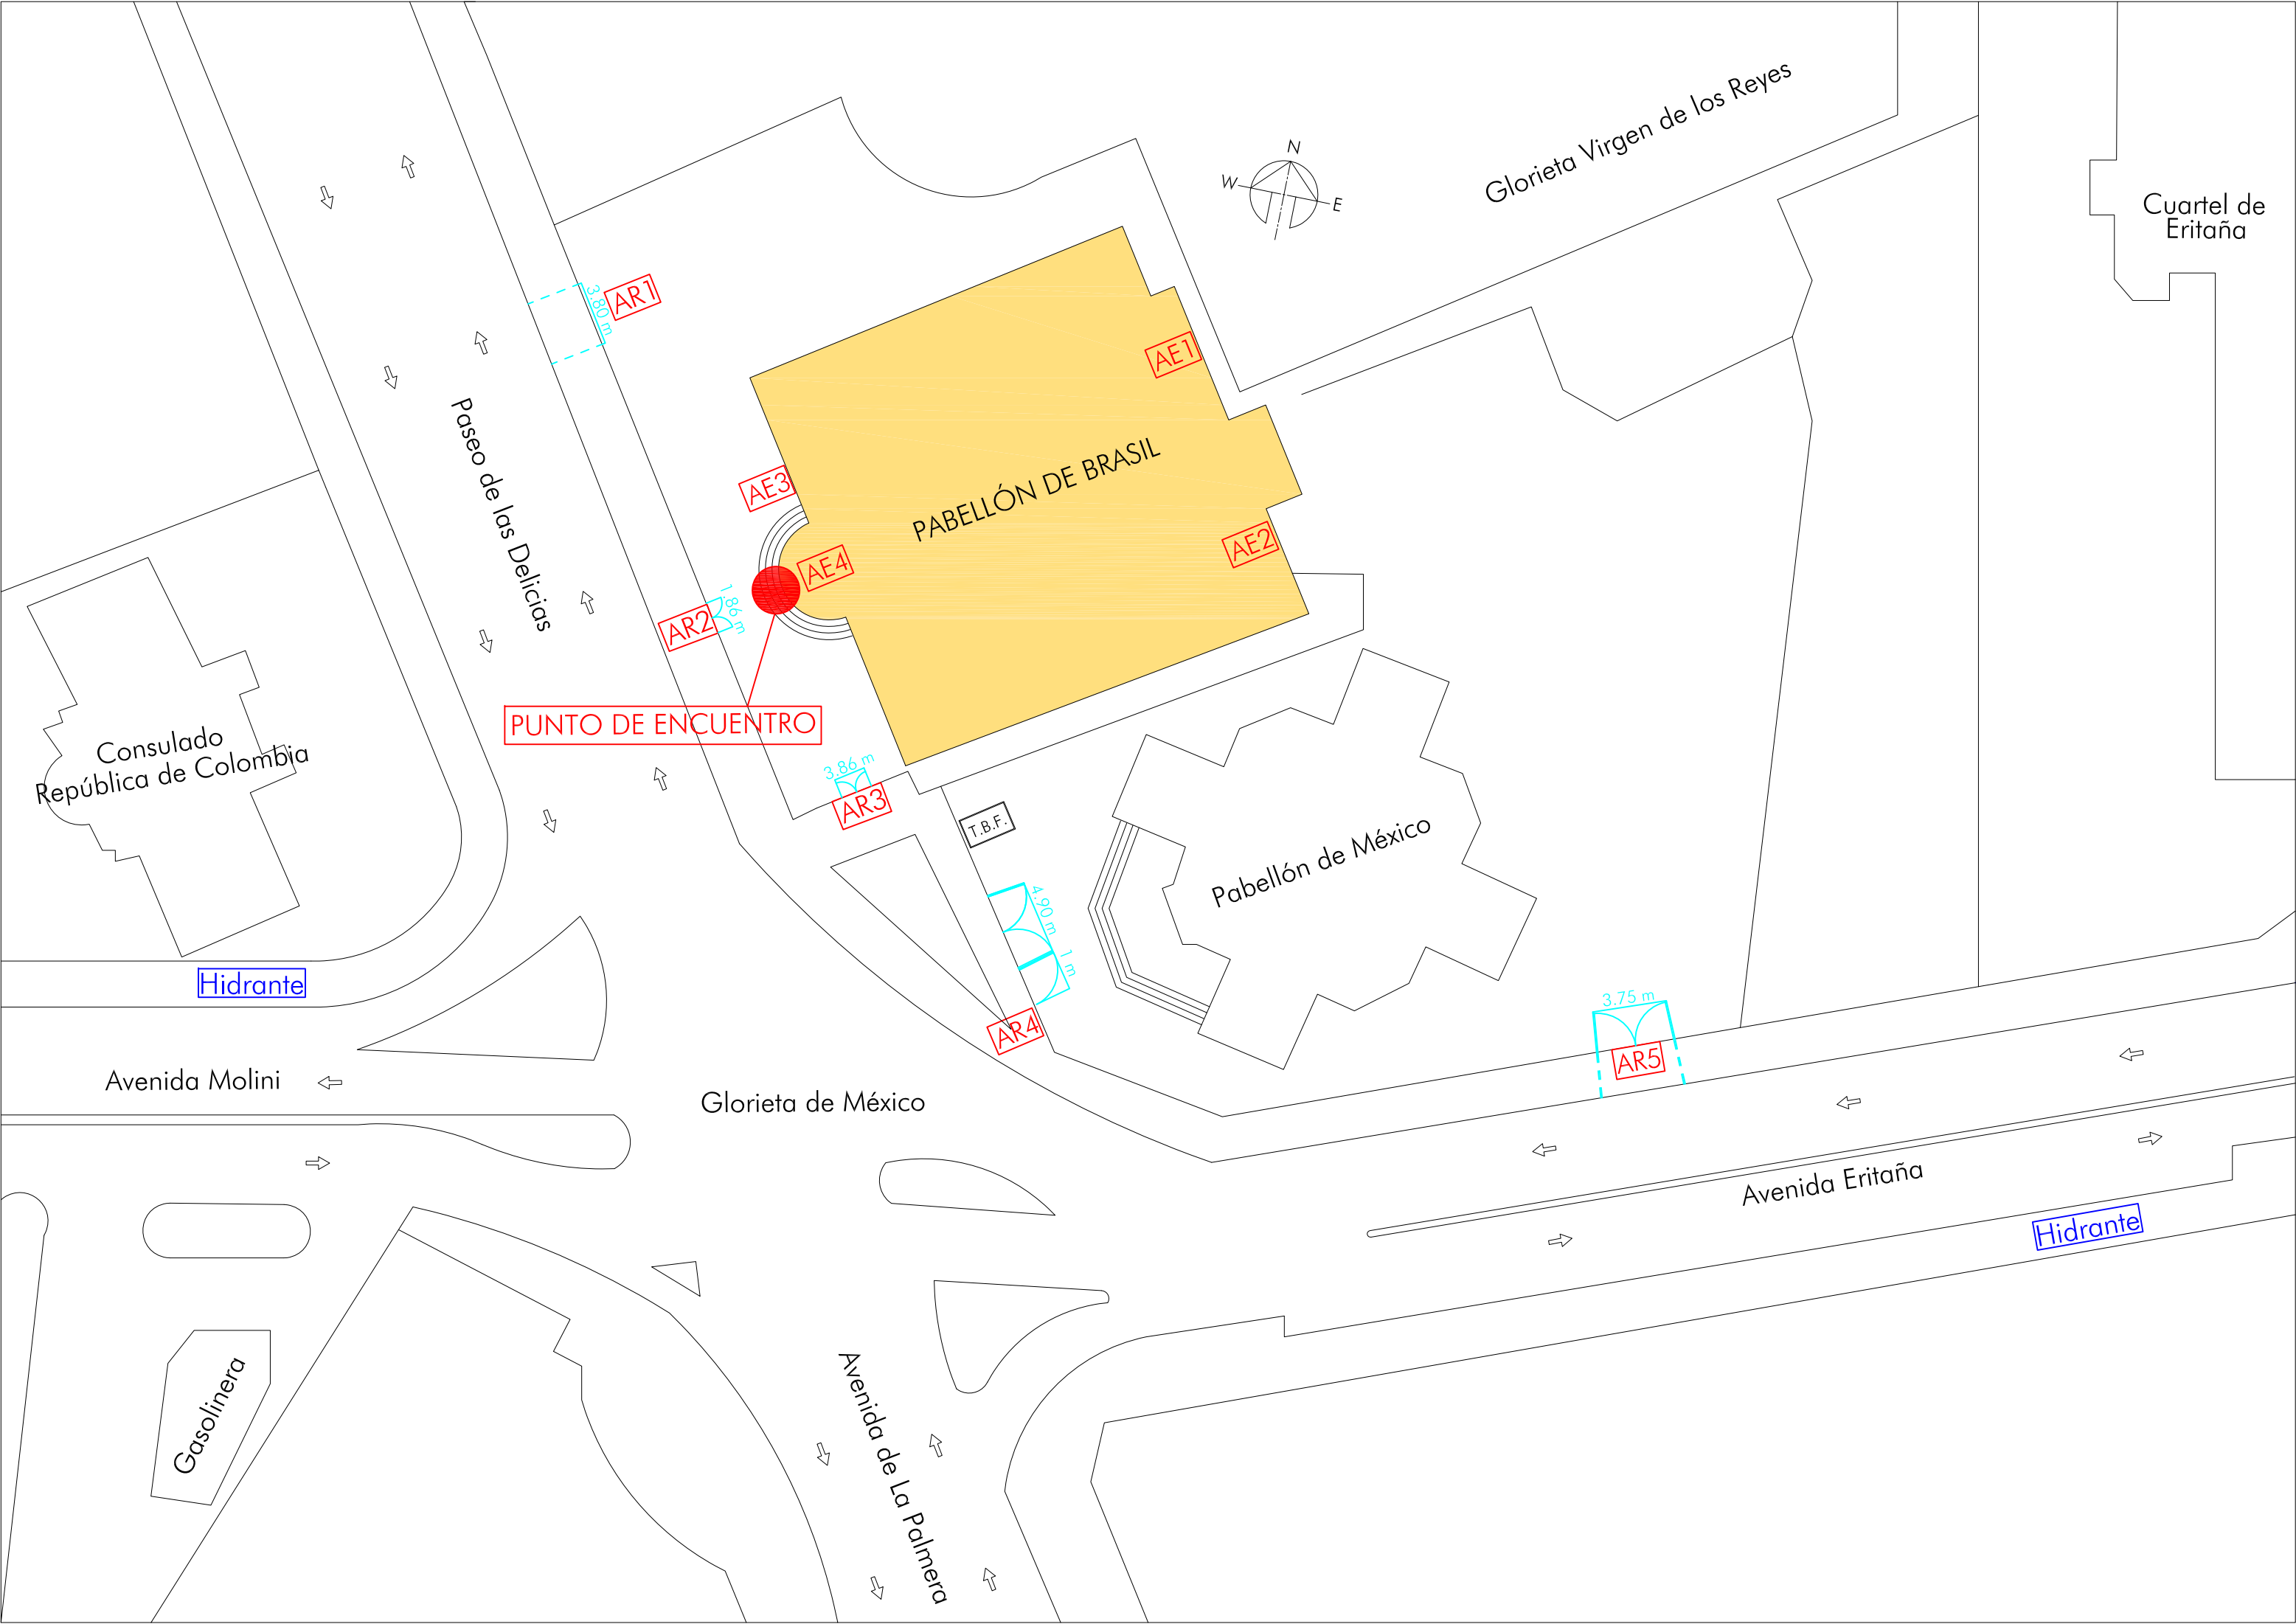 N
W
E
Glorieta Virgen de los Reyes
Cuartel de
Eritaña
AR1
3.80 m
AE1
Paseo de las Delicias
PABELLÓN DE BRASIL
AE3
AE4
AE2
AR2
1.86 m
PUNTO DE ENCUENTRO
Consulado
República de Colombia
3.86 m
AR3
T.B.F.
Pabellón de México
4.90 m
1 m
AR4
Hidrante
3.75 m
AR5
Avenida Molini
Glorieta de México
Avenida Eritaña
Hidrante
Gasolinera
Avenida de La Palmera